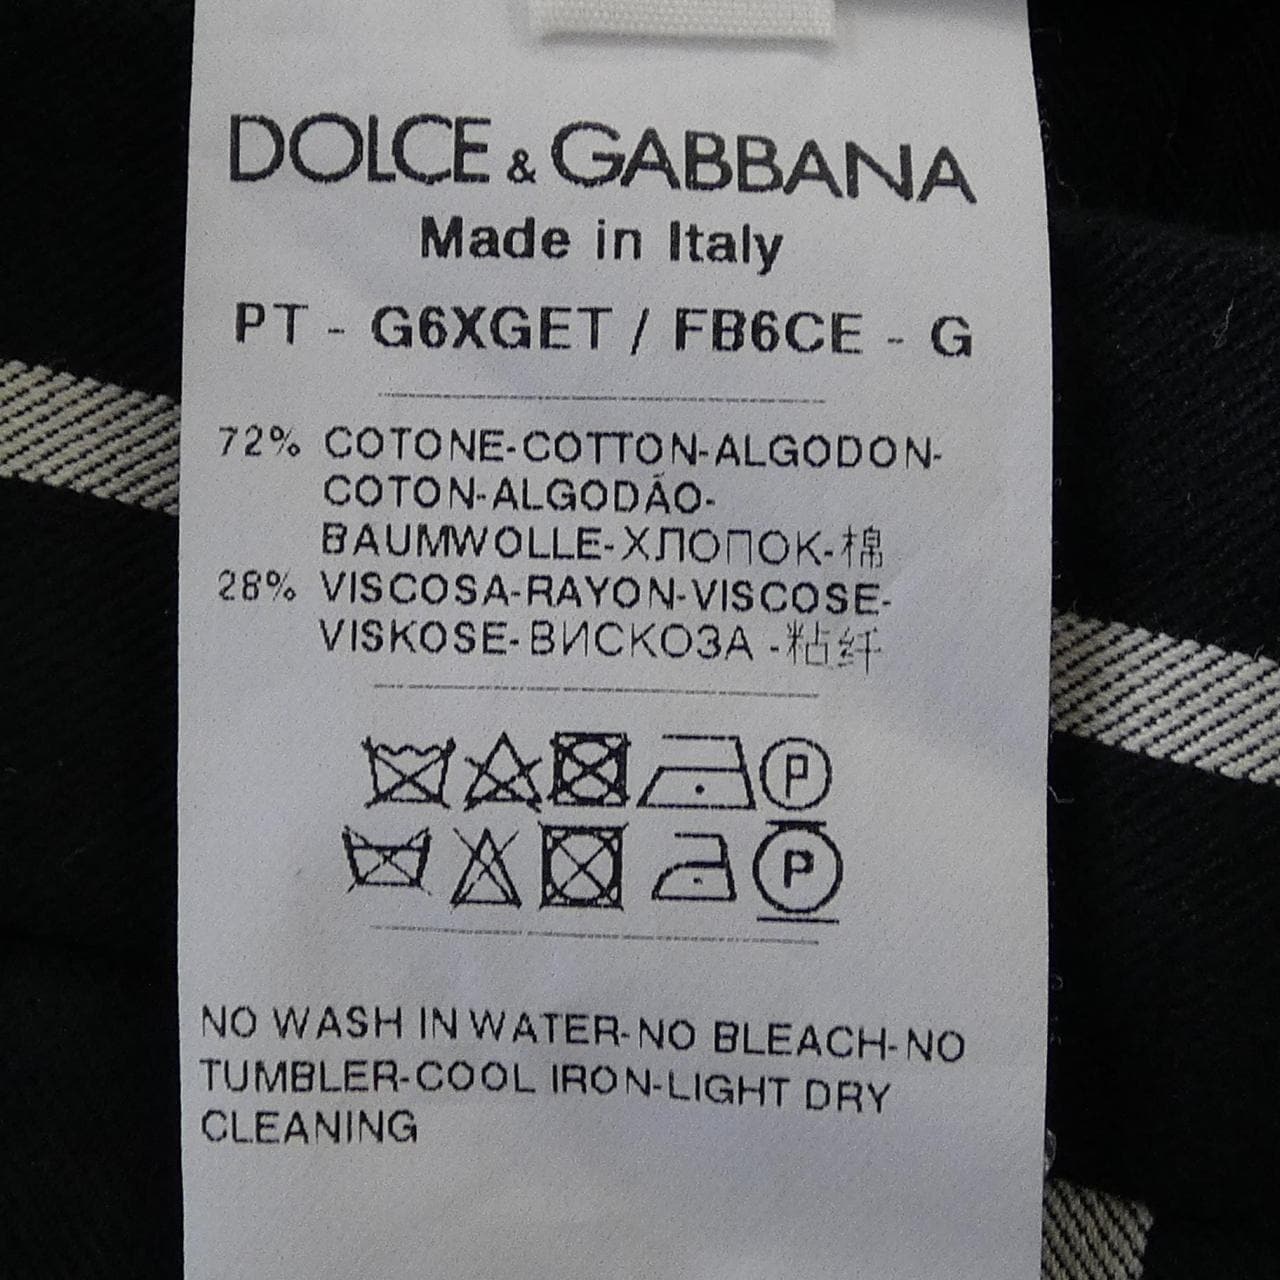 DOLCE & GABBANA
Made in Italy
PT - G6XGET / FB6CE - G
72% COTONE-COTTON-ALGODON-
COTON-ALGODÃO-
BAUMWOLLE-ХЛОПОК-棉
28% VISCOSA-RAYON-VISCOSE-
VISKOSE-ВИСКОЗА -粘纤
P
P
NO WASH IN WATER-NO BLEACH-NO
TUMBLER-COOL IRON-LIGHT DRY
CLEANING